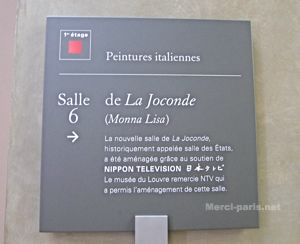 1er étage
Peintures italiennes
Salle
6
→
de La Joconde
(Monna Lisa)
La nouvelle salle de La Joconde,
historiquement appelée salle des États,
a été aménagée grâce au soutien de
NIPPON TELEVISION 日本テレビ
Le musée du Louvre remercie NTV qui
a permis l'aménagement de cette salle.
Merci-paris.net